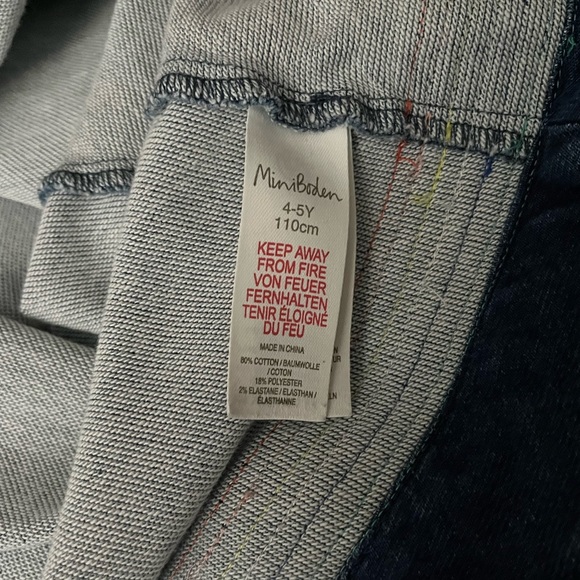 MiniBoden
4-5Y
110cm
KEEP AWAY
FROM FIRE
VON FEUER
FERNHALTEN
TENIR ÉLOIGNÉ
DU FEU
MADE IN CHINA
80% COTTON / BAUMWOLLE
/ COTON
18% POLYESTER
2% ELASTANE / ELASTHAN /
ÉLASTHANNE